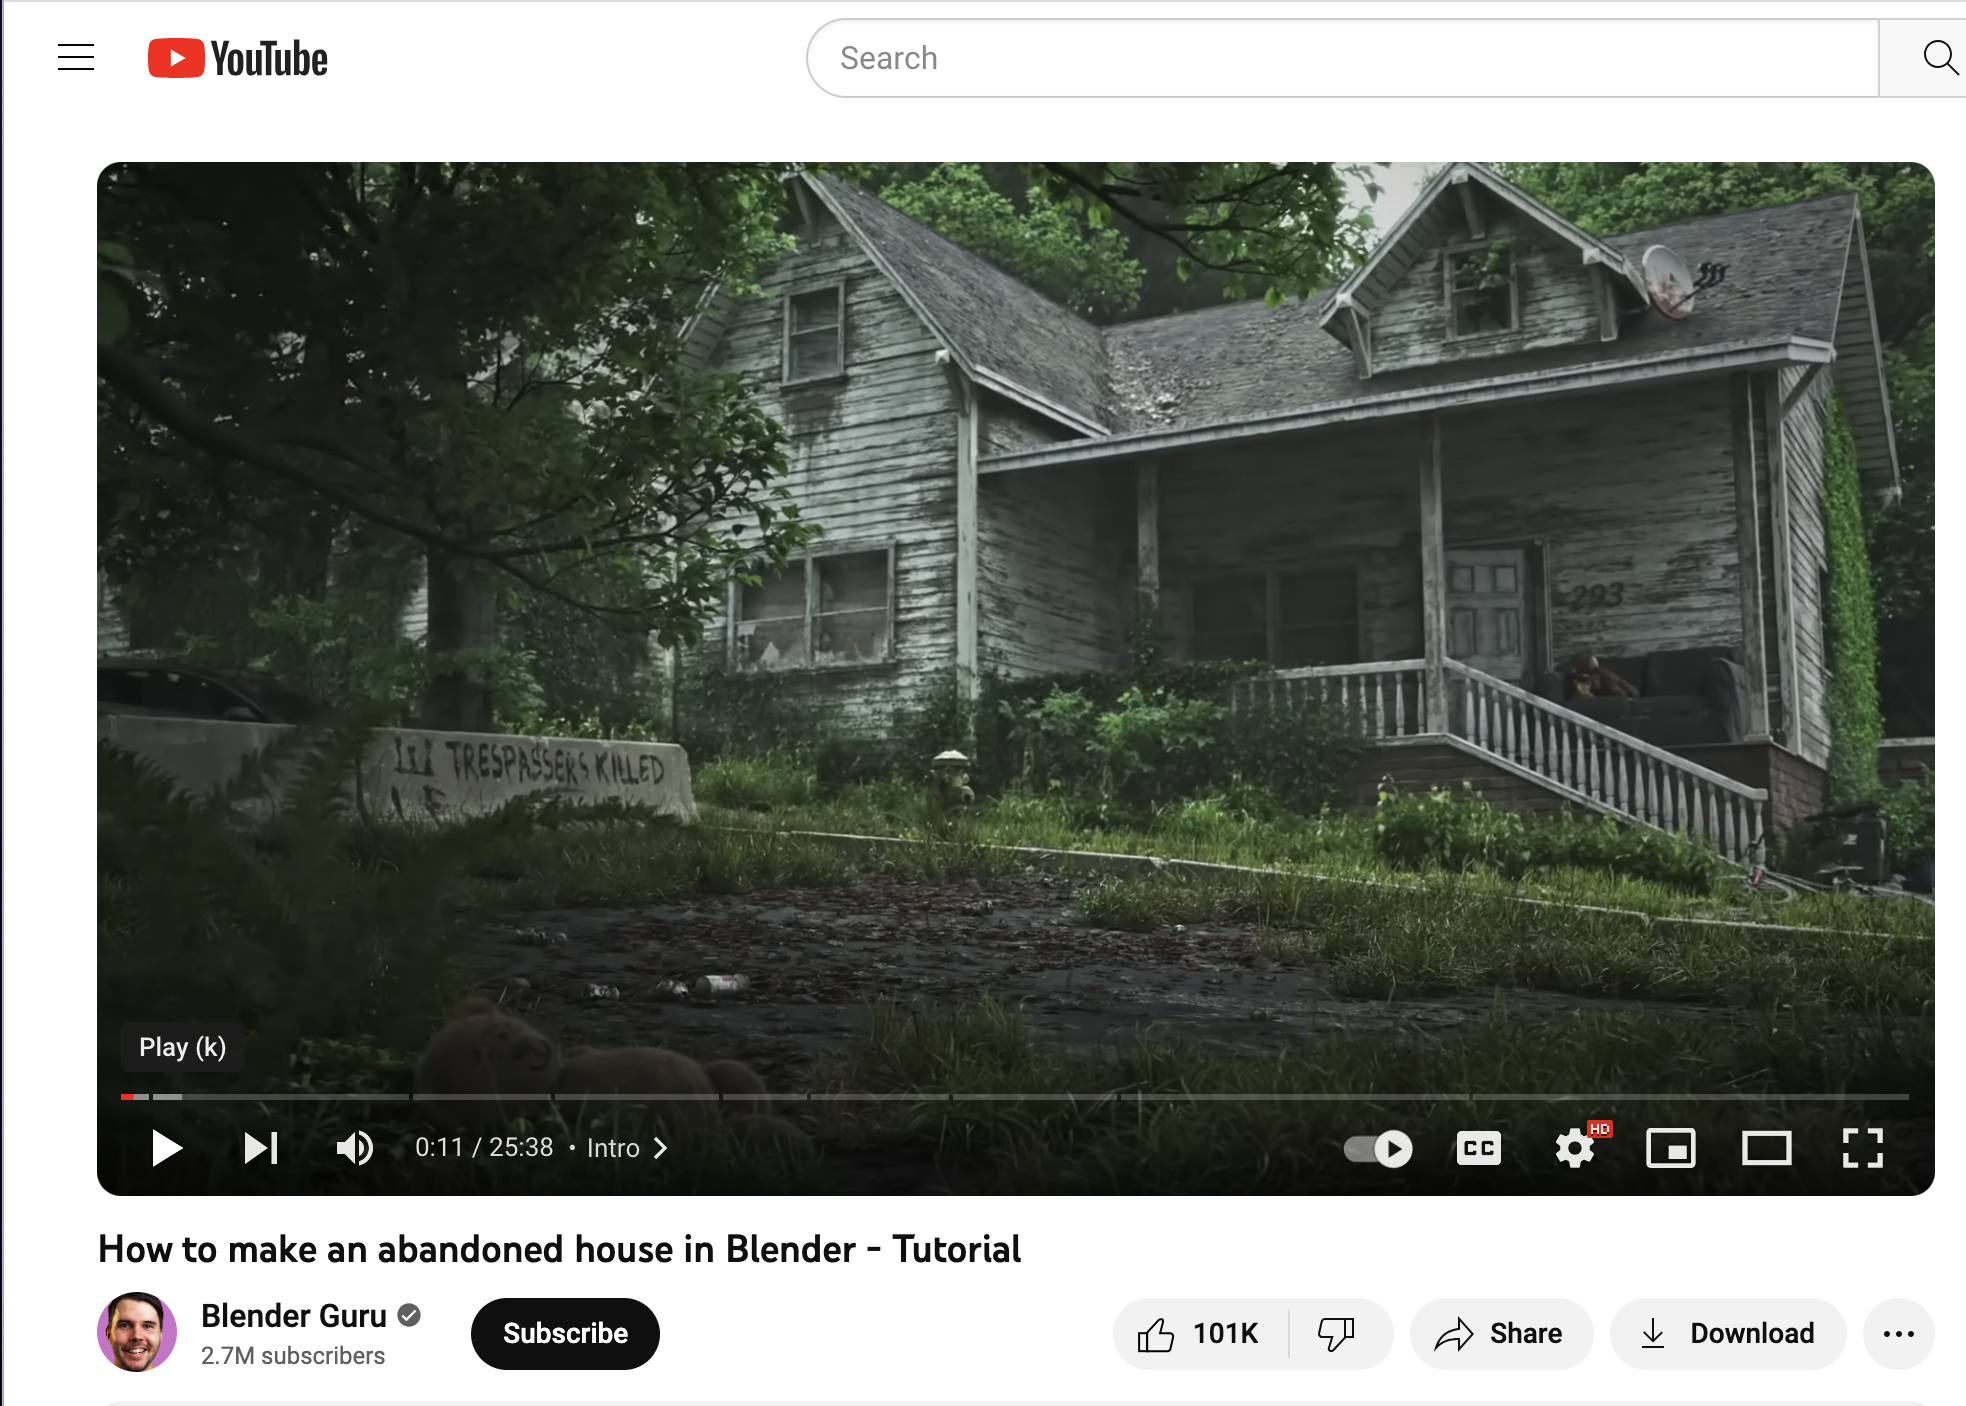 YouTube
Search
293
TRESPASSERS KILLED
Play (k)
0:11 / 25:38 • Intro
CC
HD
How to make an abandoned house in Blender - Tutorial
Blender Guru
2.7M subscribers
Subscribe
101K
Share
Download